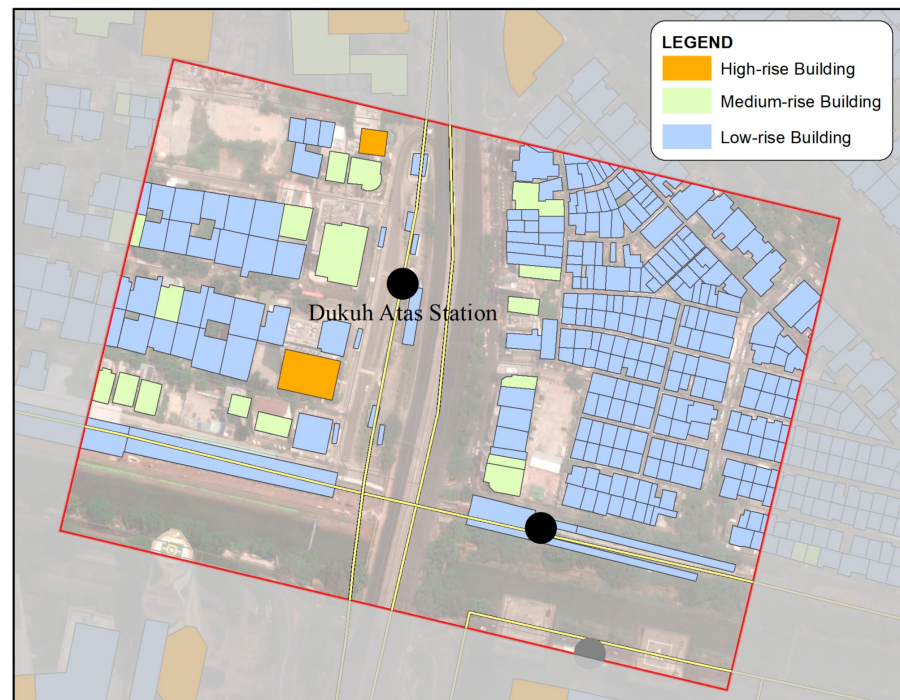 LEGEND
High-rise Building
Medium-rise Building
Low-rise Building
Dukuh Atas Station